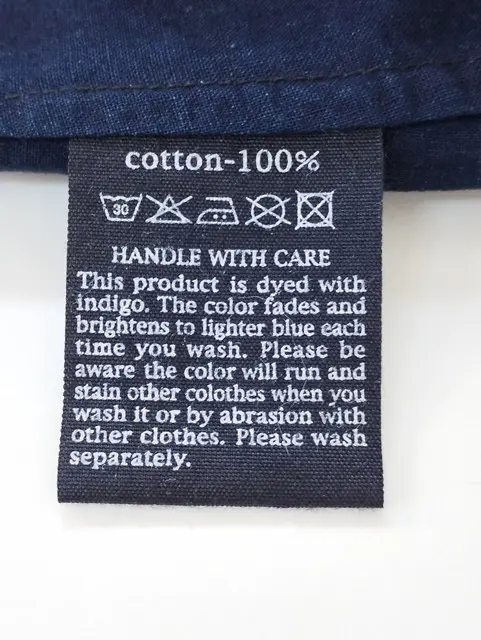 cotton-100%
30
HANDLE WITH CARE
This product is dyed with
indigo. The color fades and
brightens to lighter blue each
time you wash. Please be
aware the color will run and
stain other colothes when you
wash it or by abrasion with
other clothes. Please wash
separately.